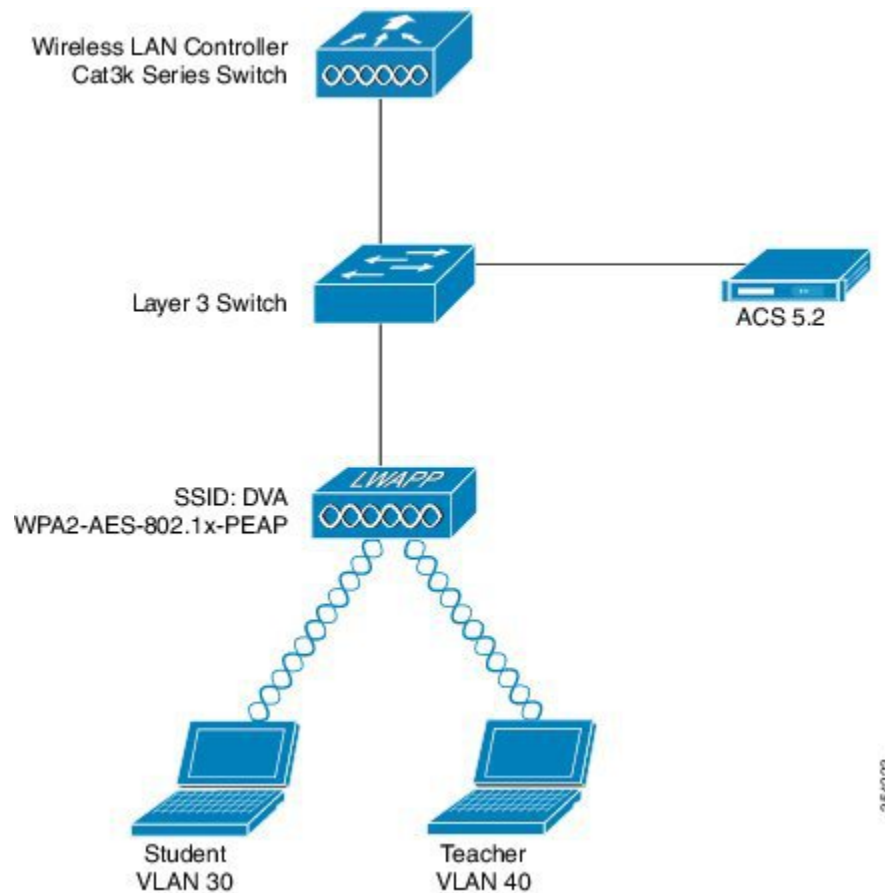 Wireless LAN Controller
Cat3k Series Switch
Layer 3 Switch
ACS 5.2
LWAPP
SSID: DVA
WPA2-AES-802.1x-PEAP
Student
VLAN 30
Teacher
VLAN 40